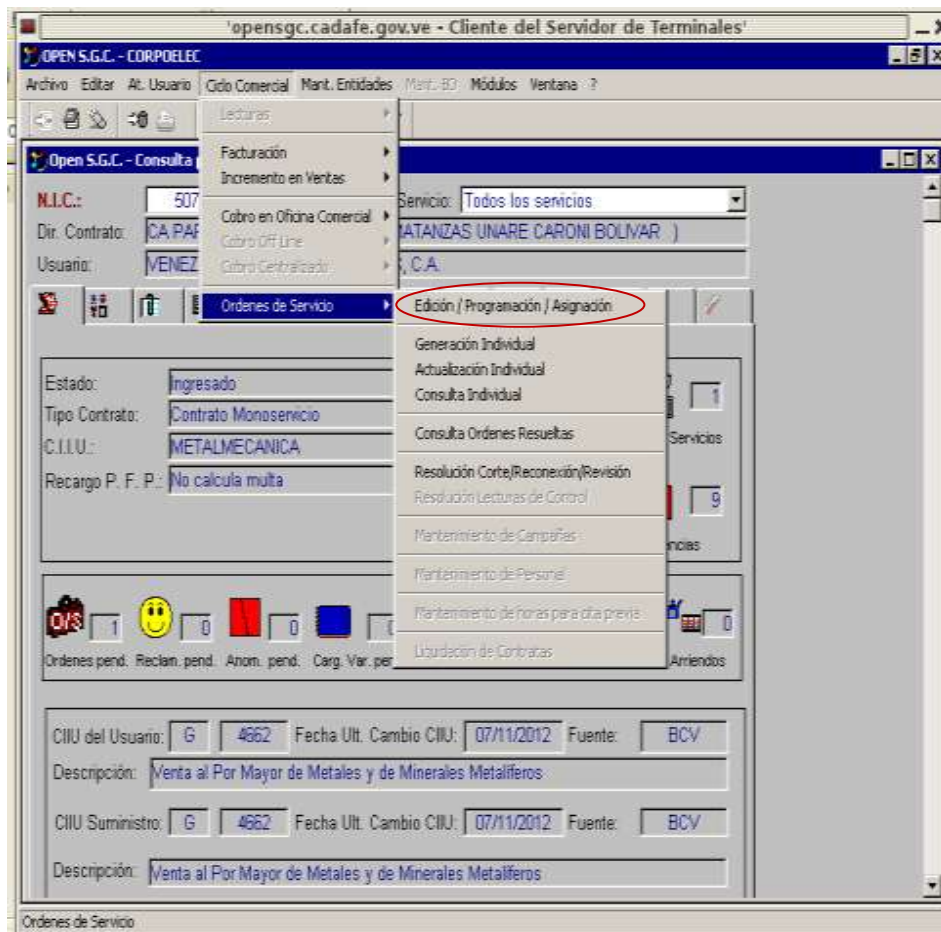 'opensgc.cadafe.gov.ve - Cliente del Servidor de Terminales'
OPEN S.G.C. - CORPOELEC
Archivo Editar At. Usuario Ciclo Comercial Mant. Entidades Mant. BD Módulos Ventana ?
Lecturas
Facturación
Incremento en Ventas
Cobro en Oficina Comercial
Cobro Off Line
Cobro Centralizado
Ordenes de Servicio
Open S.G.C. - Consulta
N.I.C.: 507 Servicio: Todos los servicios
Dir. Contrato: CA PAR MATANZAS UNARE CARONI BOLIVAR )
Usuario: VENEZ , C.A.
Edición / Programación / Asignación
Generación Individual
Actualización Individual
Consulta Individual
Consulta Ordenes Resueltas
Resolución Corte/Reconexión/Revisión
Resolución Lecturas de Control
Mantenimiento de Campañas
Mantenimiento de Personal
Mantenimiento de horas para cita previa
Liquidación de Contratas
Estado: Ingresado
Tipo Contrato: Contrato Monoservicio
C.I.I.U.: METALMECANICA
Recargo P. F. P.: No calcula multa
1
Servicios
9
ncias
1 0 0 0 0
Ordenes pend. Reclam. pend. Anom. pend. Carg. Var. per Arriendos
CIIU del Usuario: G 4662 Fecha Ult. Cambio CIIU: 07/11/2012 Fuente: BCV
Descripción: Venta al Por Mayor de Metales y de Minerales Metalíferos
CIIU Suministro: G 4662 Fecha Ult. Cambio CIIU: 07/11/2012 Fuente: BCV
Descripción: Venta al Por Mayor de Metales y de Minerales Metalíferos
Ordenes de Servicio